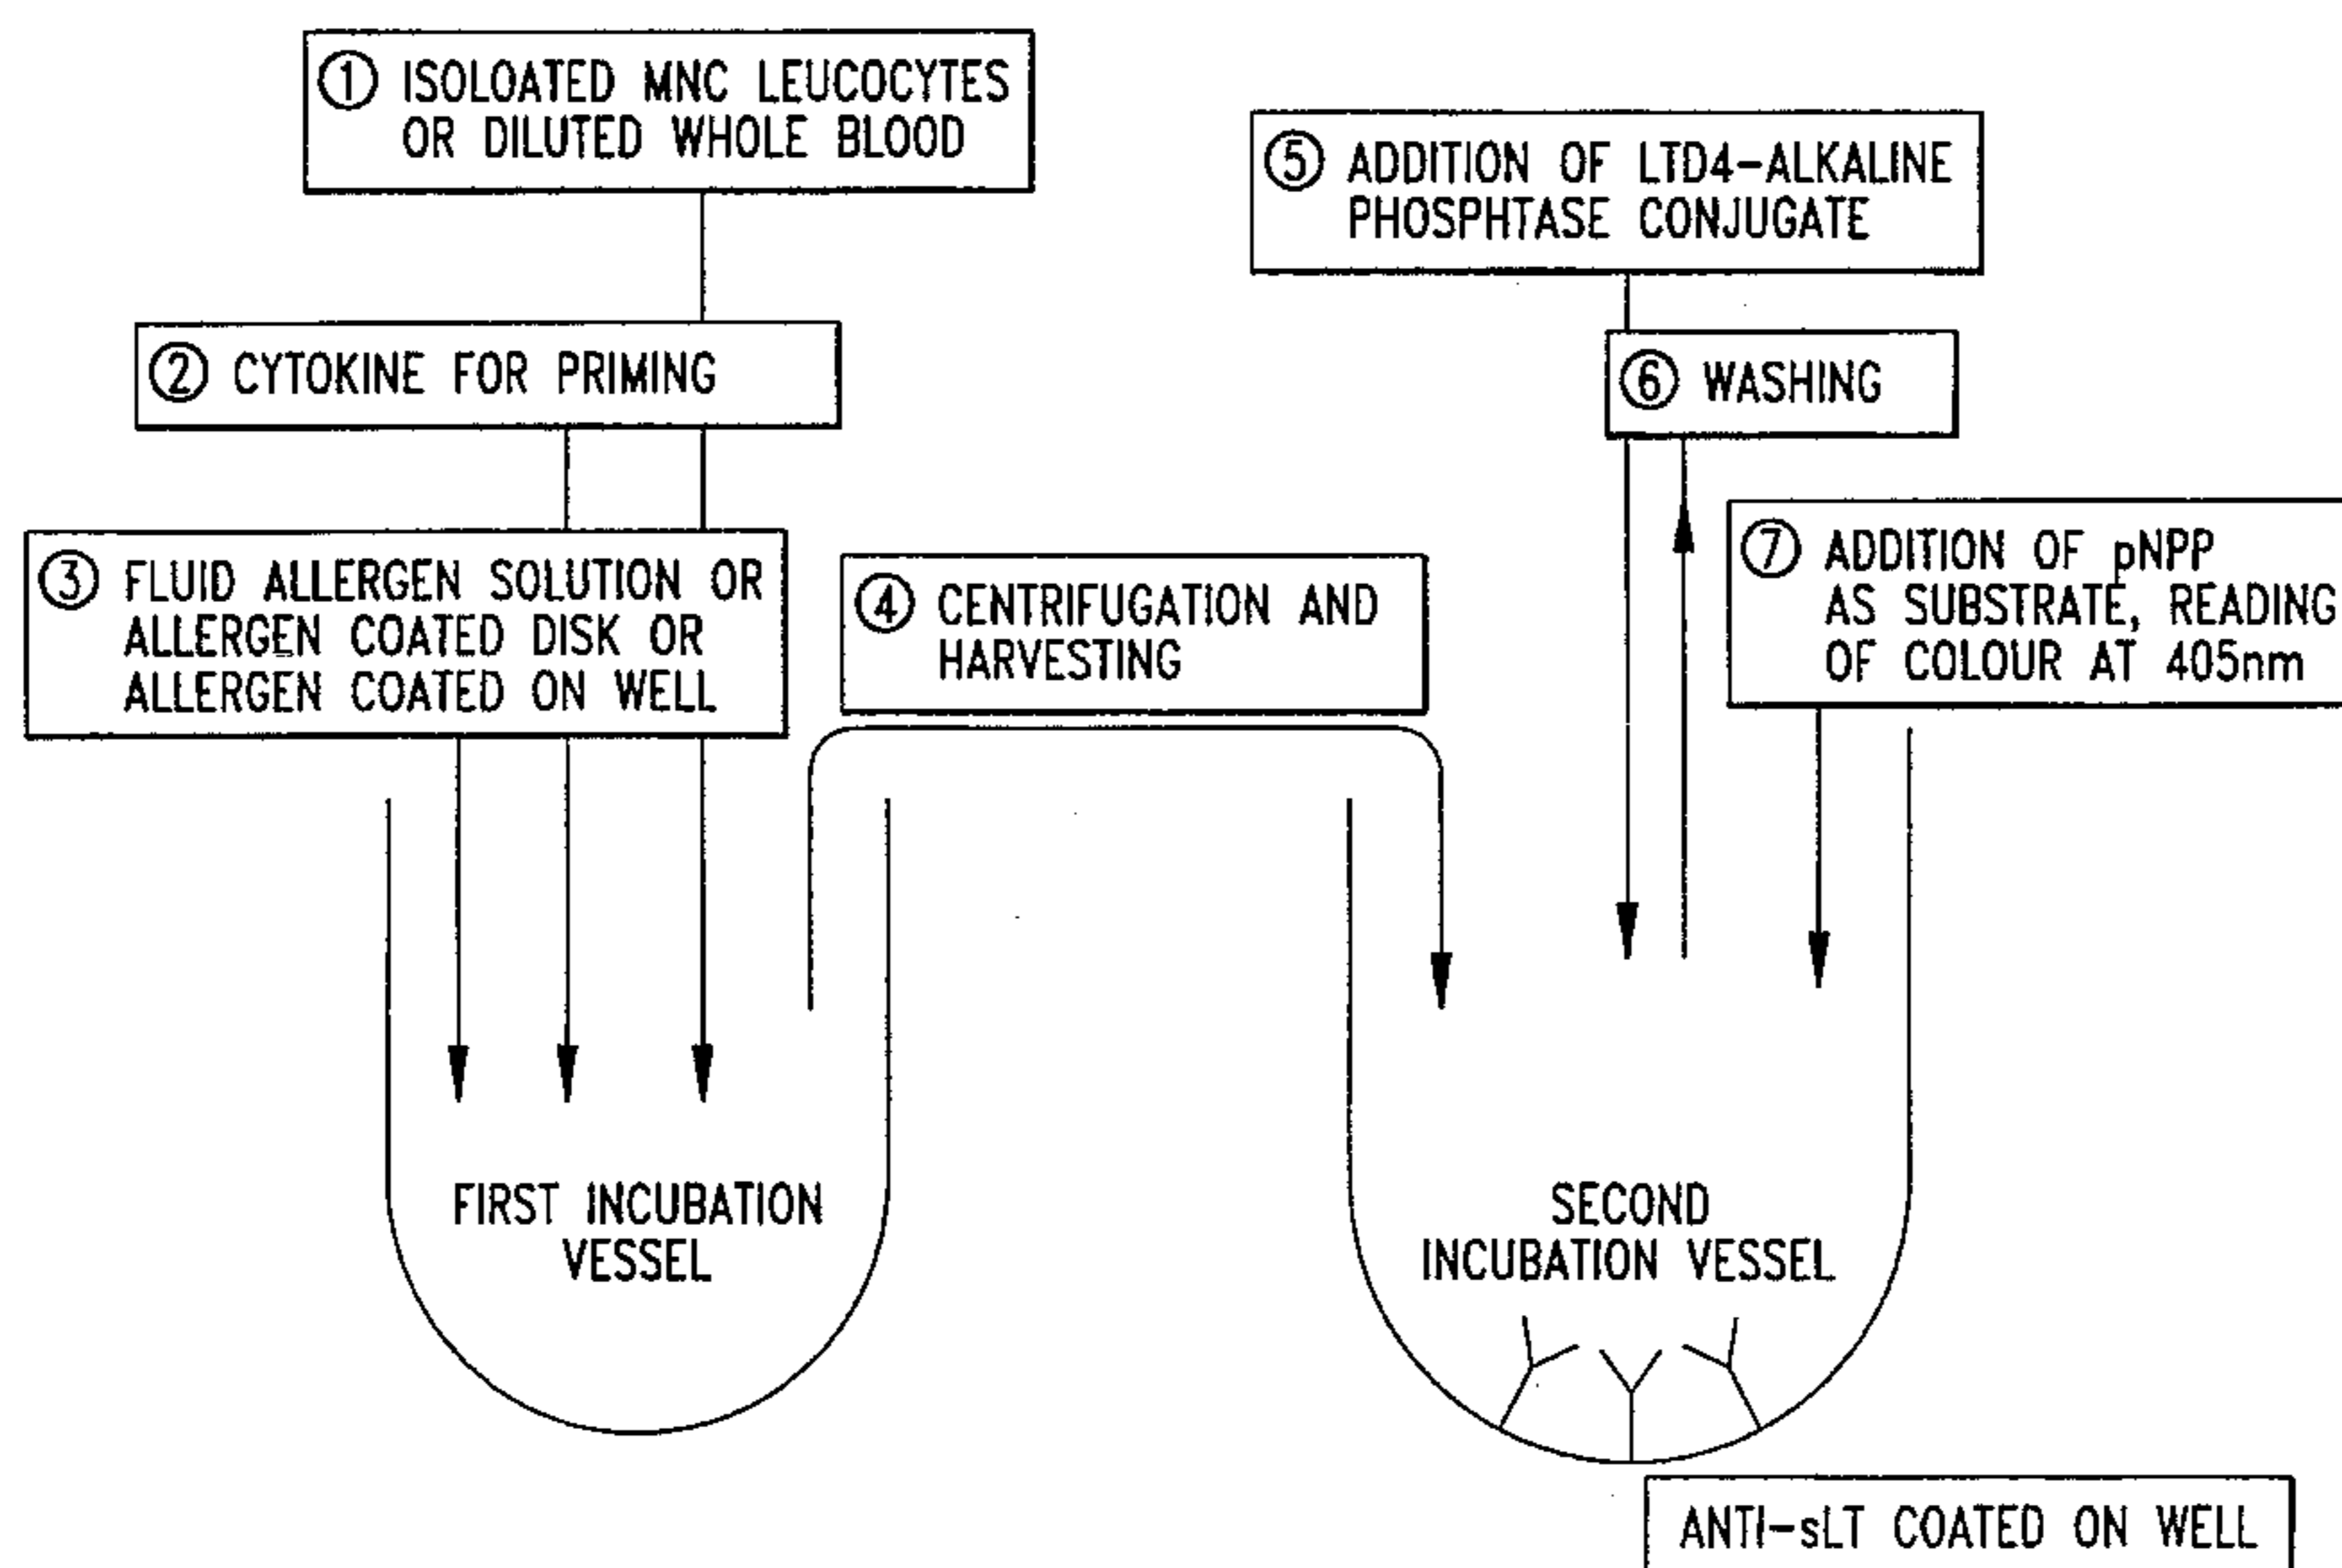 ① ISOLOATED MNC LEUCOCYTES
OR DILUTED WHOLE BLOOD
② CYTOKINE FOR PRIMING
③ FLUID ALLERGEN SOLUTION OR
ALLERGEN COATED DISK OR
ALLERGEN COATED ON WELL
④ CENTRIFUGATION AND
HARVESTING
⑤ ADDITION OF LTD4-ALKALINE
PHOSPHTASE CONJUGATE
⑥ WASHING
⑦ ADDITION OF pNPP
AS SUBSTRATE, READING
OF COLOUR AT 405nm
FIRST INCUBATION
VESSEL
SECOND
INCUBATION VESSEL
ANTI-sLT COATED ON WELL